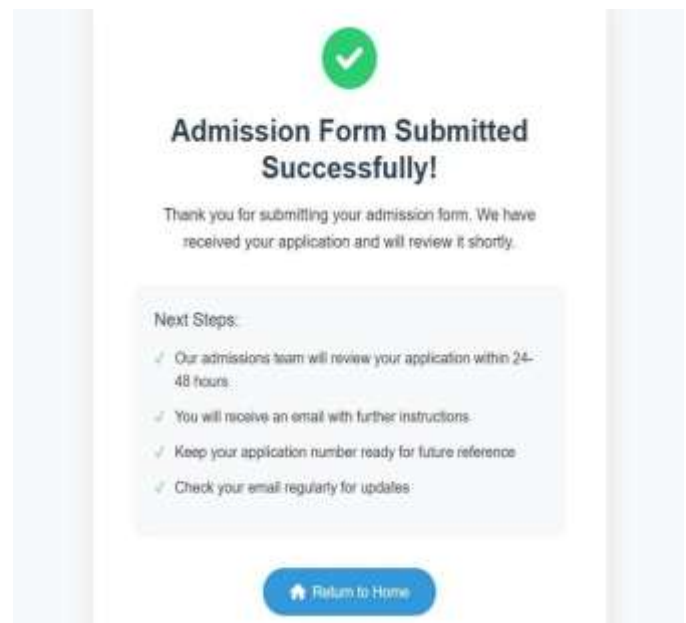 Admission Form Submitted
Successfully!
Thank you for submitting your admission form. We have
received your application and will review it shortly.
Next Steps:
Our admissions team will review your application within 24-
48 hours
You will receive an email with further instructions
Keep your application number ready for future reference
Check your email regularly for updates
Return to Home